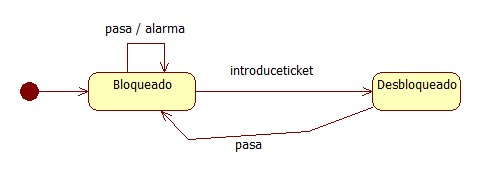 pasa / alarma
introduceticket
Bloqueado
Desbloqueado
pasa